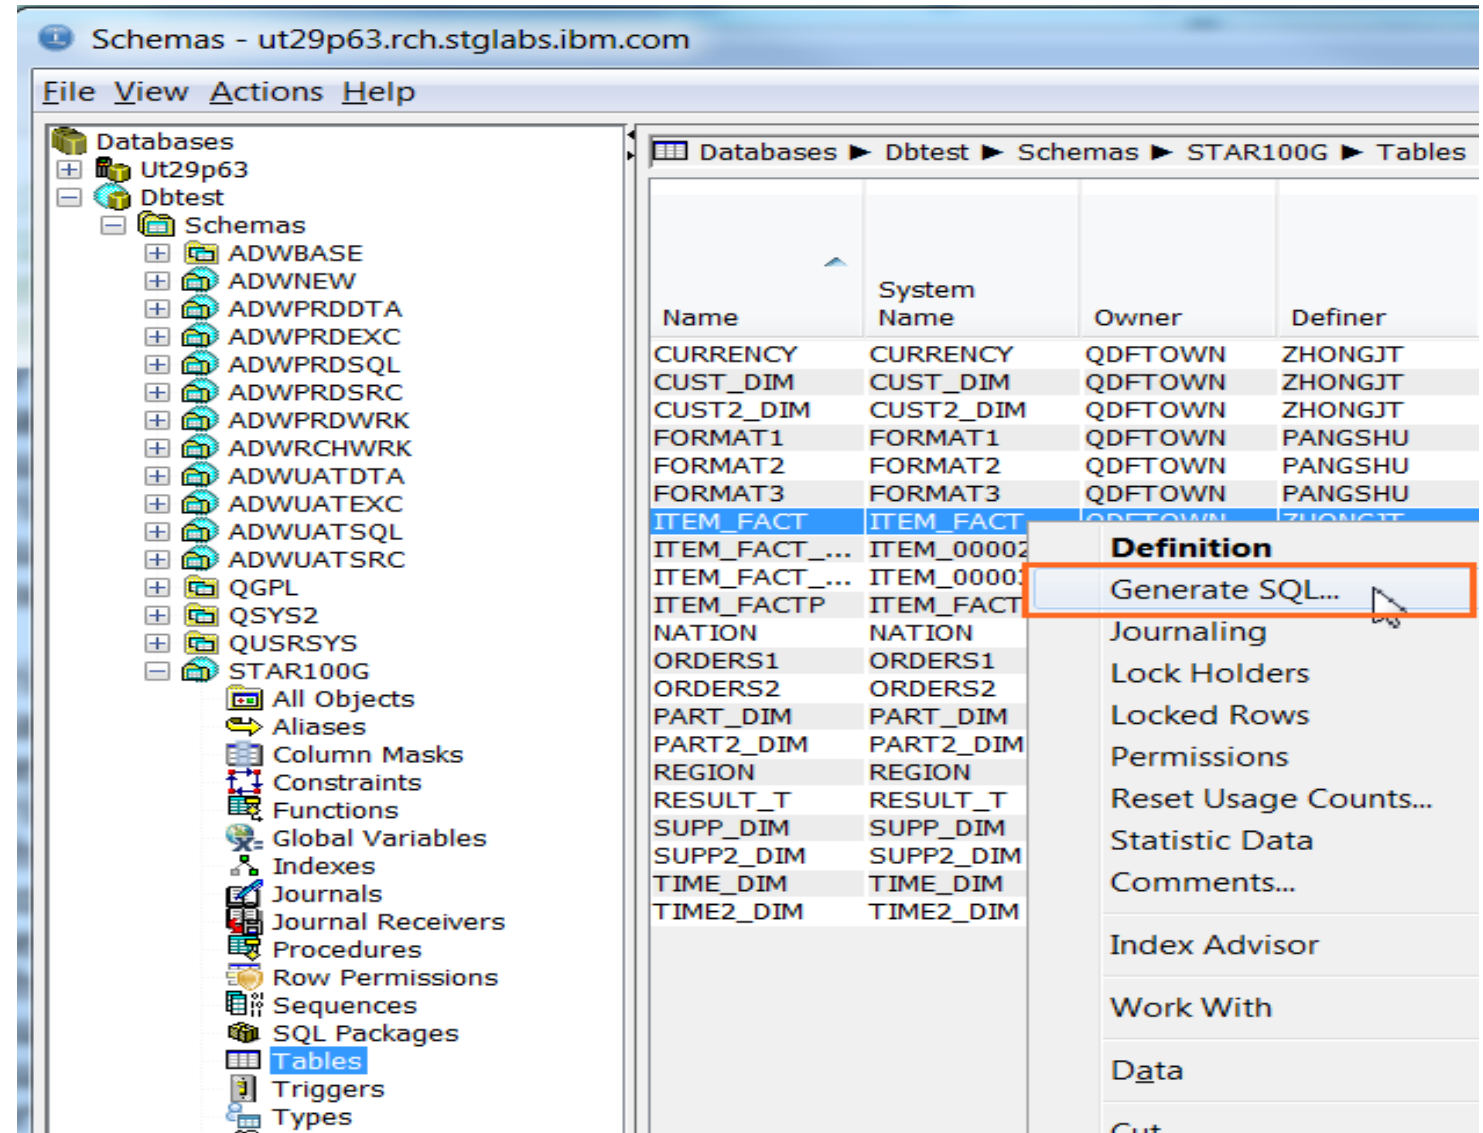 Schemas - ut29p63.rch.stglabs.ibm.com
File View Actions Help
Databases
Ut29p63
Dbtest
Schemas
ADWBASE
ADWNEW
ADWPRDDTA
ADWPRDEXC
ADWPRDSQL
ADWPRDSRC
ADWPRDWRK
ADWRCHWRK
ADWUATDTA
ADWUATEXC
ADWUATSQL
ADWUATSRC
QGPL
QSYS2
QUSRSYS
STAR100G
All Objects
Aliases
Column Masks
Constraints
Functions
Global Variables
Indexes
Journals
Journal Receivers
Procedures
Row Permissions
Sequences
SQL Packages
Tables
Triggers
Types
Databases ▶ Dbtest ▶ Schemas ▶ STAR100G ▶ Tables
Name System Name Owner Definer
CURRENCY CURRENCY QDFTOWN ZHONGJT
CUST_DIM CUST_DIM QDFTOWN ZHONGJT
CUST2_DIM CUST2_DIM QDFTOWN ZHONGJT
FORMAT1 FORMAT1 QDFTOWN PANGSHU
FORMAT2 FORMAT2 QDFTOWN PANGSHU
FORMAT3 FORMAT3 QDFTOWN PANGSHU
ITEM_FACT ITEM_FACT QDFTOWN ZHONGJT
ITEM_FACT_... ITEM_00002
ITEM_FACT_... ITEM_0000
ITEM_FACTP ITEM_FACT
NATION NATION
ORDERS1 ORDERS1
ORDERS2 ORDERS2
PART_DIM PART_DIM
PART2_DIM PART2_DIM
REGION REGION
RESULT_T RESULT_T
SUPP_DIM SUPP_DIM
SUPP2_DIM SUPP2_DIM
TIME_DIM TIME_DIM
TIME2_DIM TIME2_DIM
Definition
Generate SQL...
Journaling
Lock Holders
Locked Rows
Permissions
Reset Usage Counts...
Statistic Data
Comments...
Index Advisor
Work With
Data
Cut